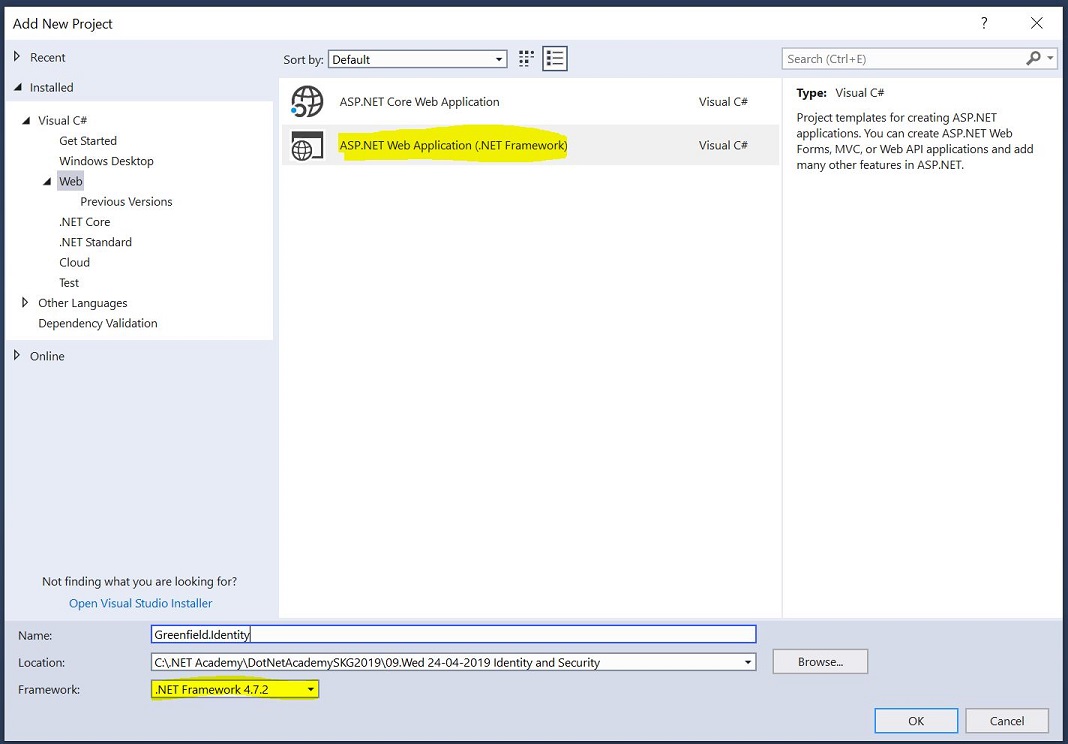 Add New Project
?
Recent
Installed
Visual C#
Get Started
Windows Desktop
Web
Previous Versions
.NET Core
.NET Standard
Cloud
Test
Other Languages
Dependency Validation
Online
Not finding what you are looking for?
Open Visual Studio Installer
Sort by: Default
ASP.NET Core Web Application Visual C#
ASP.NET Web Application (.NET Framework) Visual C#
Search (Ctrl+E)
Type: Visual C#
Project templates for creating ASP.NET
applications. You can create ASP.NET Web
Forms, MVC, or Web API applications and add
many other features in ASP.NET.
Name: Greenfield.Identity
Location: C:\.NET Academy\DotNetAcademySKG2019\09.Wed 24-04-2019 Identity and Security Browse...
Framework: .NET Framework 4.7.2
OK Cancel